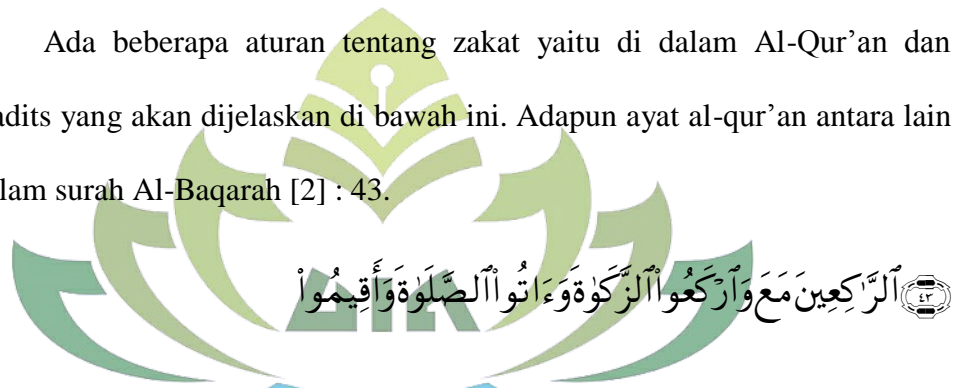 Ada beberapa aturan tentang zakat yaitu di dalam Al-Qur’an dan
adits yang akan dijelaskan di bawah ini. Adapun ayat al-qur’an antara lain
alam surah Al-Baqarah [2] : 43.
﴿٤٣﴾ ٱلرَّٰكِعِينَ مَعَ وَٱرْكَعُوا۟ ٱلزَّكَوٰةَ وَءَاتُوا۟ ٱلصَّلَوٰةَ وَأَقِيمُوا۟